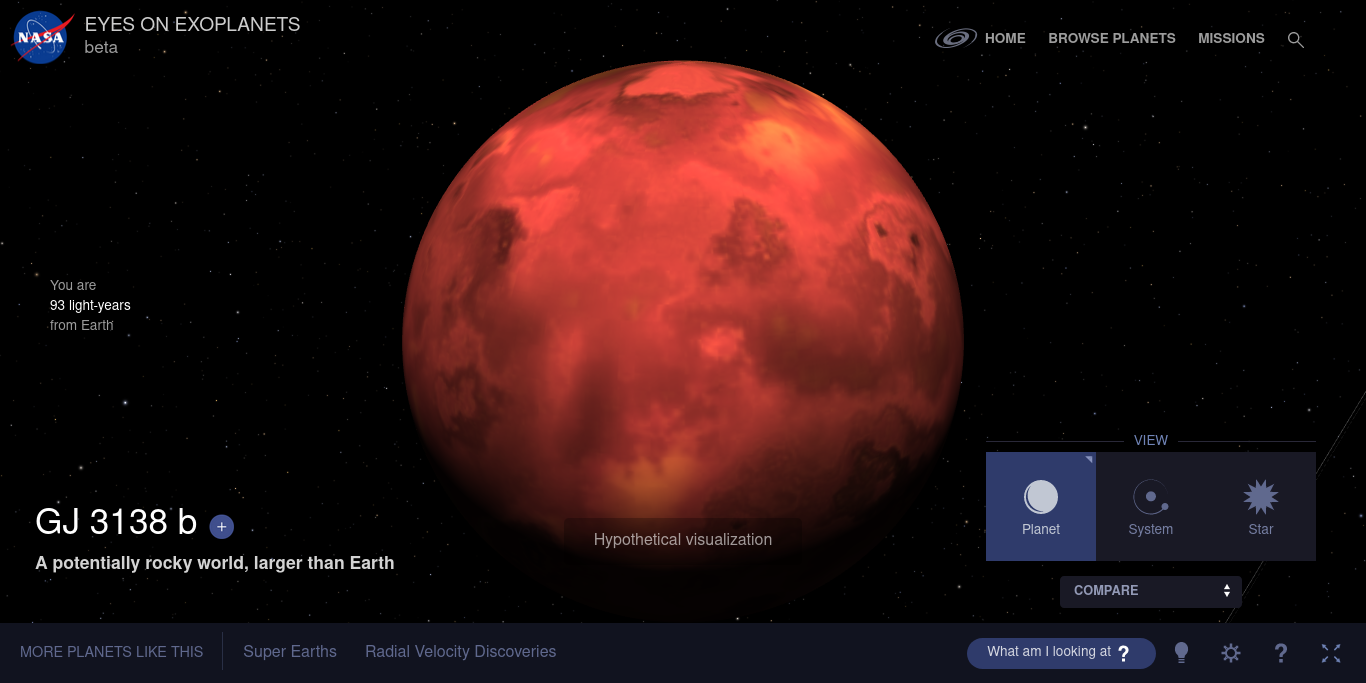 NASA
EYES ON EXOPLANETS
beta
HOME
BROWSE PLANETS
MISSIONS
You are
93 light-years
from Earth
VIEW
Planet
System
Star
COMPARE
GJ 3138 b +
A potentially rocky world, larger than Earth
Hypothetical visualization
MORE PLANETS LIKE THIS
Super Earths
Radial Velocity Discoveries
What am I looking at ?
?